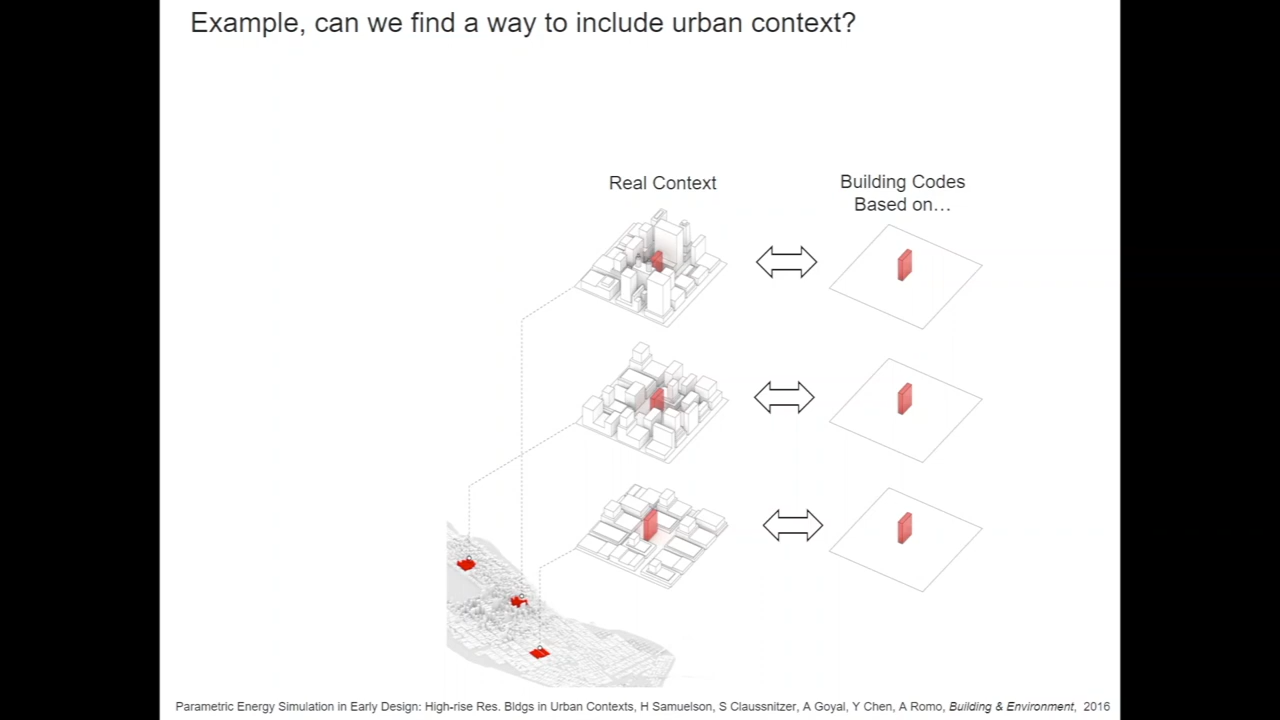 Example, can we find a way to include urban context?
Real Context
Building Codes
Based on…
Parametric Energy Simulation in Early Design: High-rise Res. Bldgs in Urban Contexts, H Samuelson, S Claussnitzer, A Goyal, Y Chen, A Romo, Building & Environment, 2016